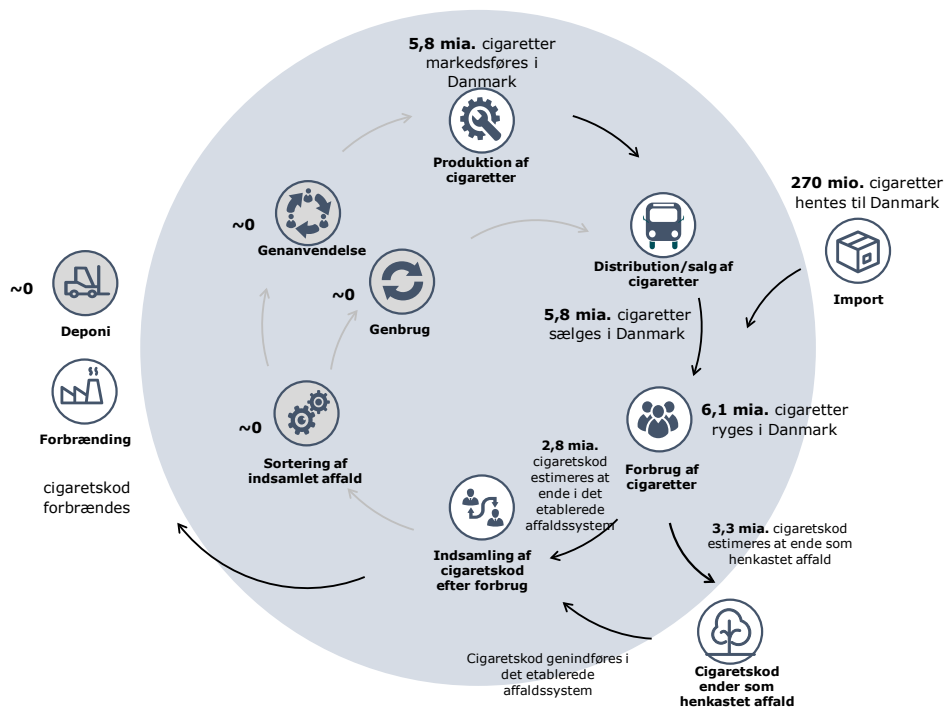 5,8 mia. cigaretter
markedsføres i
Danmark
Produktion af
cigaretter
270 mio. cigaretter
hentes til Danmark
Import
~0
Genanvendelse
~0
Genbrug
Distribution/salg af
cigaretter
5,8 mia. cigaretter
sælges i Danmark
~0
Deponi
Forbrænding
cigaretskod
forbrændes
~0
Sortering af
indsamlet affald
6,1 mia. cigaretter
ryges i Danmark
Forbrug af
cigaretter
2,8 mia.
cigaretskod
estimeres at
ende i det
etablerede
affaldssystem
Indsamling af
cigaretskod
efter forbrug
3,3 mia. cigaretskod
estimeres at ende som
henkastet affald
Cigaretskod genindføres i
det etablerede
affaldssystem
Cigaretskod
ender som
henkastet affald